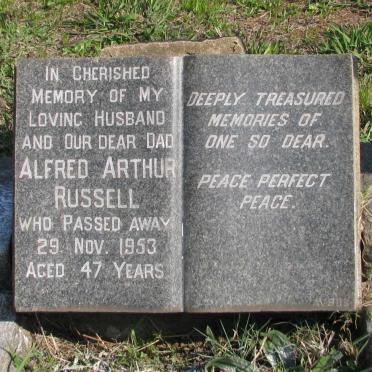 IN CHERISHED
MEMORY OF MY
LOVING HUSBAND
AND OUR DEAR DAD
ALFRED ARTHUR
RUSSELL
WHO PASSED AWAY
29 NOV. 1953
AGED 47 YEARS
DEEPLY TREASURED
MEMORIES OF
ONE SO DEAR.
PEACE PERFECT
PEACE.